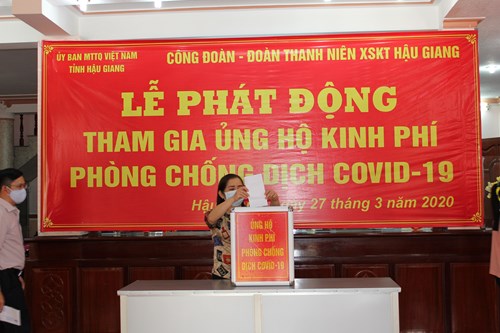 ỦY BAN MTTQ VIỆT NAM
TỈNH HẬU GIANG
CÔNG ĐOÀN - ĐOÀN THANH NIÊN XSKT HẬU GIANG
LỄ PHÁT ĐỘNG
THAM GIA ỦNG HỘ KINH PHÍ
PHÒNG CHỐNG DỊCH COVID-19
Hậu 27 tháng 3 năm 2020
ỦNG HỘ
KINH PHÍ
PHÒNG CHỐNG
DỊCH COVID-19